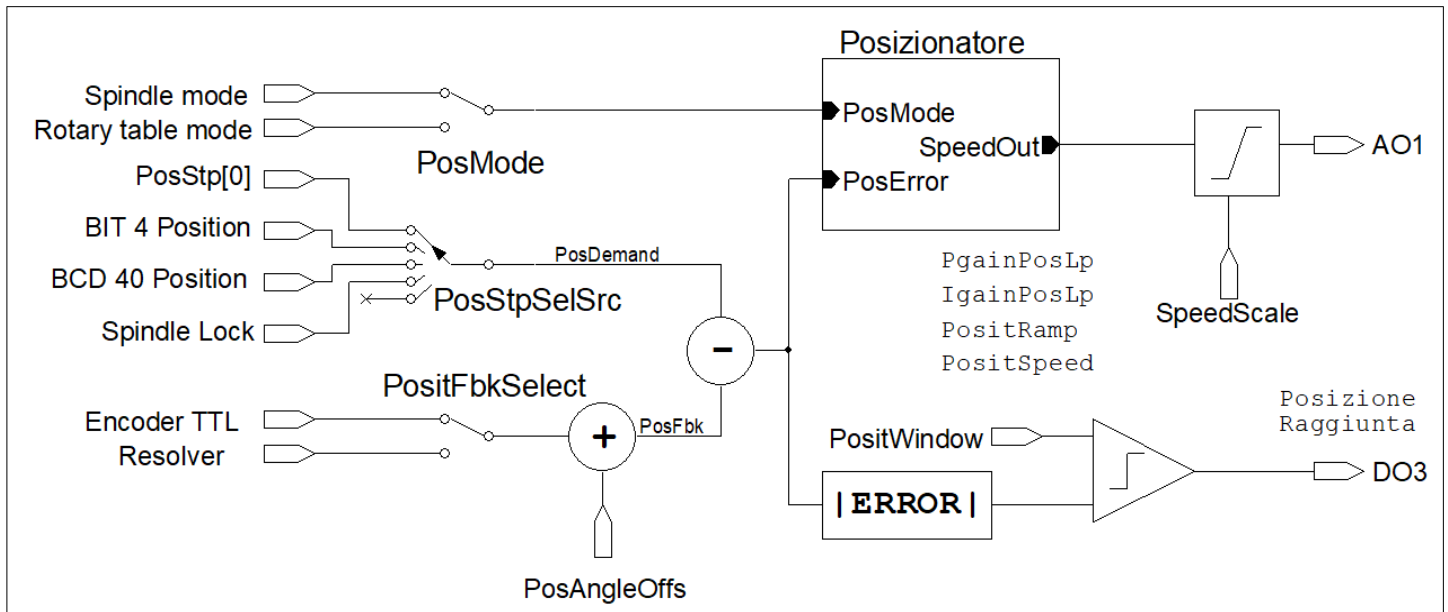 Posizionatore
Spindle mode
Rotary table mode
PosMode
PosMode
SpeedOut
PosError
AO1
PosStp[0]
BIT 4 Position
BCD 40 Position
Spindle Lock
PosStpSelSrc
PosDemand
-
PgainPosLp
IgainPosLp
PositRamp
PositSpeed
SpeedScale
Encoder TTL
Resolver
PositFbkSelect
+
PosFbk
PosAngleOffs
PositWindow
|ERROR|
Posizione
Raggiunta
DO3